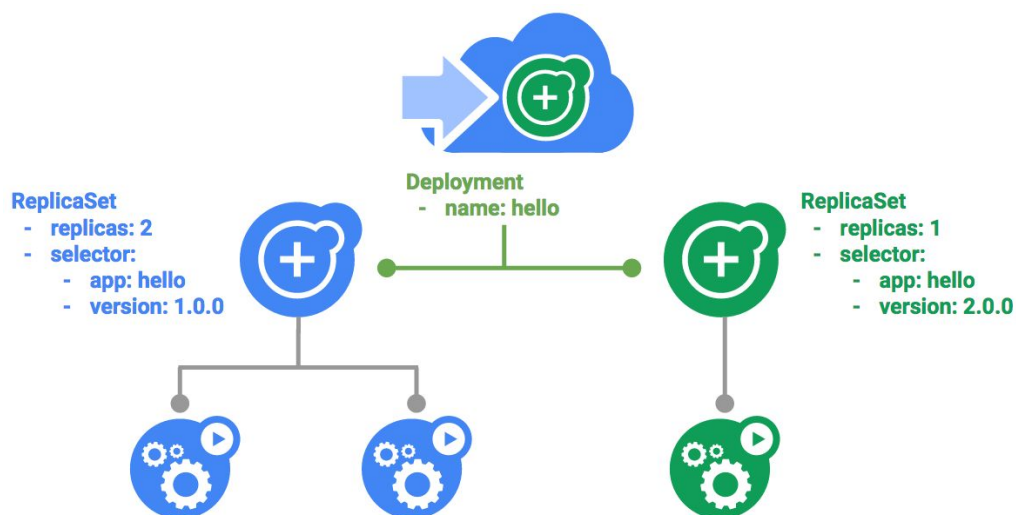 Deployment
- name: hello
ReplicaSet
- replicas: 2
- selector:
- app: hello
- version: 1.0.0
ReplicaSet
- replicas: 1
- selector:
- app: hello
- version: 2.0.0